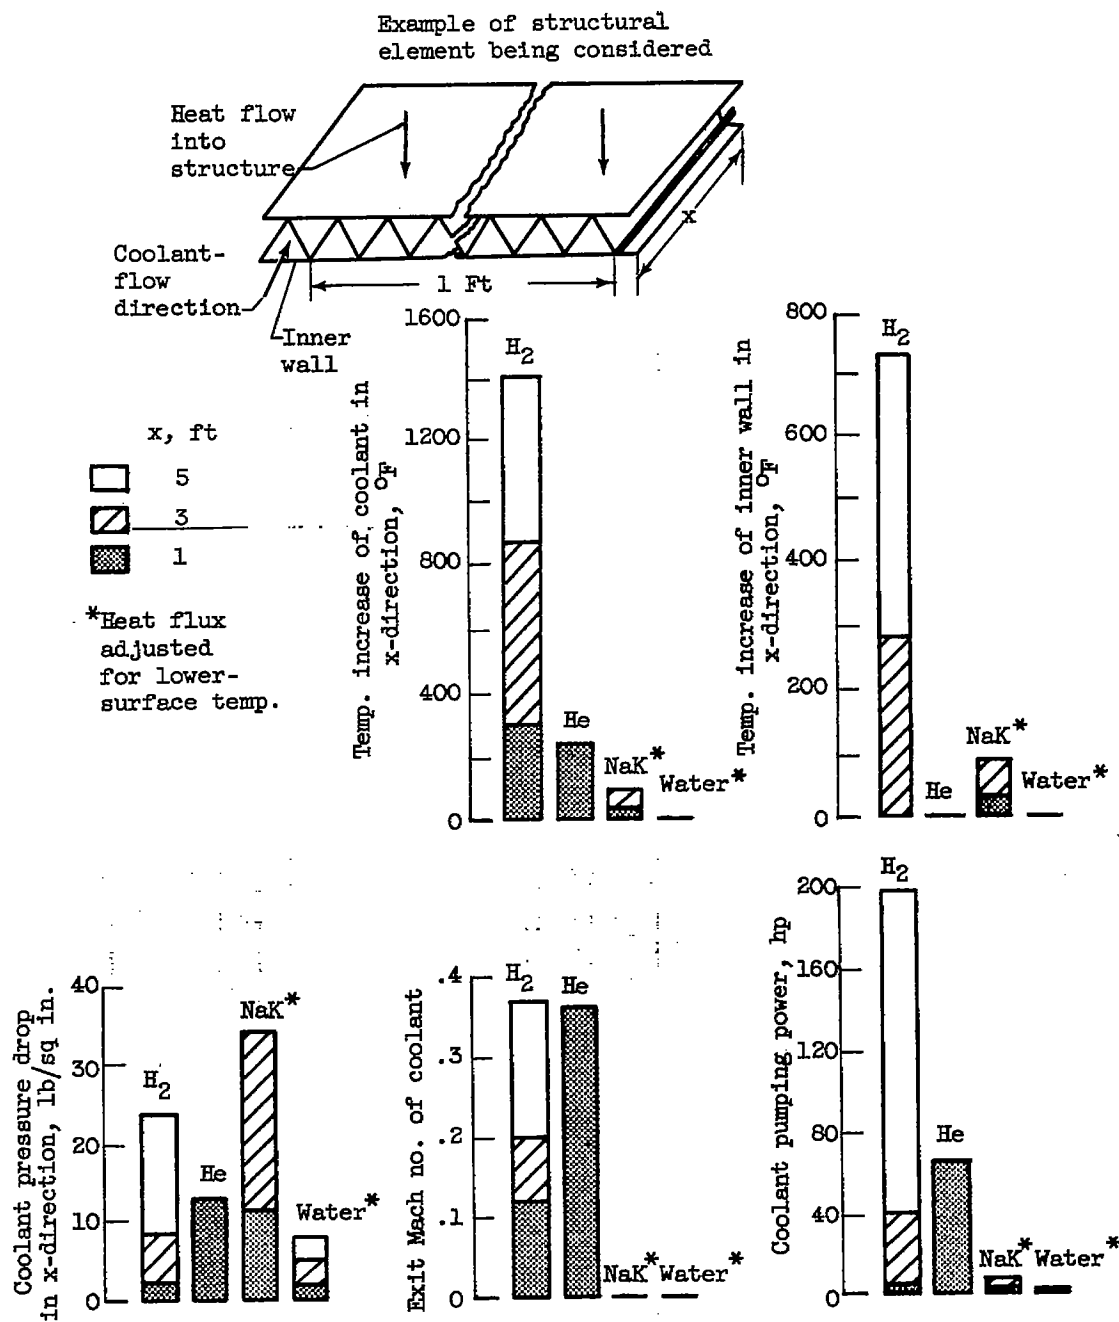 Example of structural
element being considered
Heat flow
into
structure
Coolant-
flow
direction
Inner
wall
1 Ft
x
x, ft
5
3
1
*Heat flux
adjusted
for lower-
surface temp.
Temp. increase of coolant in
x-direction, °F
1600
1200
800
400
0
H2
He
NaK*
Water*
Temp. increase of inner wall in
x-direction, °F
800
600
400
200
0
H2
He
NaK*
Water*
Coolant pressure drop
in x-direction, lb/sq in.
40
30
20
10
0
H2
He
NaK*
Water*
Exit Mach no. of coolant
.4
.3
.2
.1
0
H2
He
NaK*
Water*
Coolant pumping power, hp
200
160
120
80
40
0
H2
He
NaK*
Water*